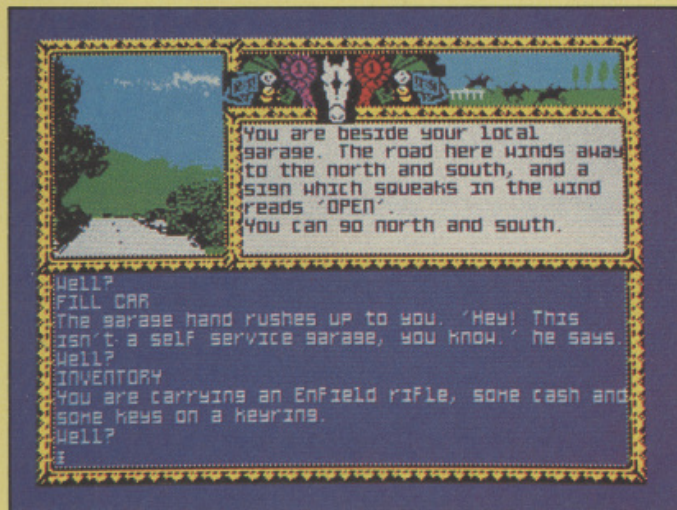 You are beside your local
garage. The road here winds away
to the north and south, and a
sign which squeaks in the wind
reads 'OPEN'.
You can go north and south.
Well?
FILL CAR
The garage hand rushes up to you. 'Hey! This
isn't a self service garage, you know.' he says.
Well?
INVENTORY
You are carrying an Enfield rifle, some cash and
some keys on a keyring.
Well?